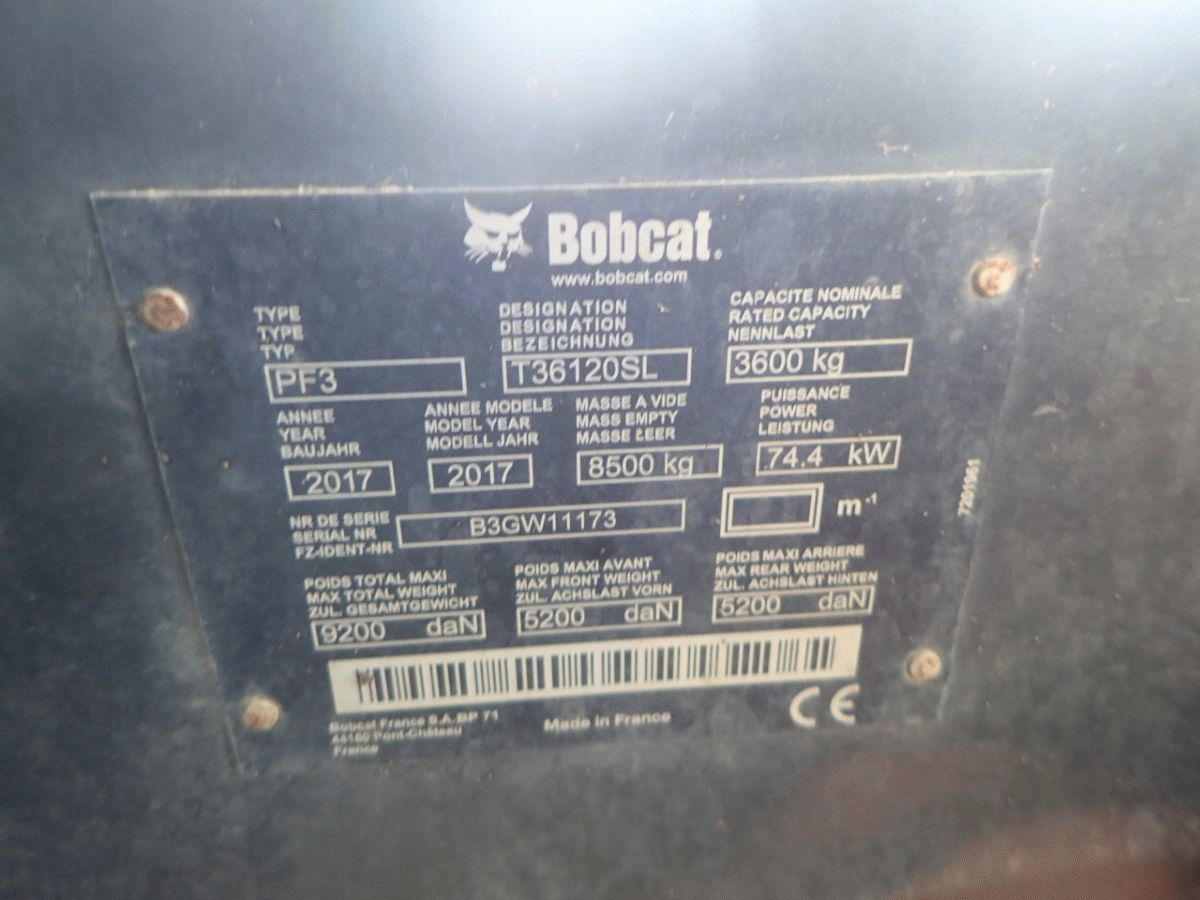 Bobcat.
www.bobcat.com
TYPE
TYPE
TYP
PF3
DESIGNATION
DESIGNATION
BEZEICHNUNG
T36120SL
CAPACITE NOMINALE
RATED CAPACITY
NENNLAST
3600 kg
ANNEE
YEAR
BAUJAHR
2017
ANNEE MODELE
MODEL YEAR
MODELL JAHR
2017
MASSE A VIDE
MASS EMPTY
MASSE LEER
8500 kg
PUISSANCE
POWER
LEISTUNG
74.4 kW
NR DE SERIE
SERIAL NR
FZ-IDENT-NR
B3GW11173
m⁻¹
7201961
POIDS TOTAL MAXI
MAX TOTAL WEIGHT
ZUL. GESAMTGEWICHT
9200 daN
POIDS MAXI AVANT
MAX FRONT WEIGHT
ZUL. ACHSLAST VORN
5200 daN
POIDS MAXI ARRIERE
MAX REAR WEIGHT
ZUL. ACHSLAST HINTEN
5200 daN
Bobcat France S.A. BP 71
44160 Pont-Château
France
Made in France
CE